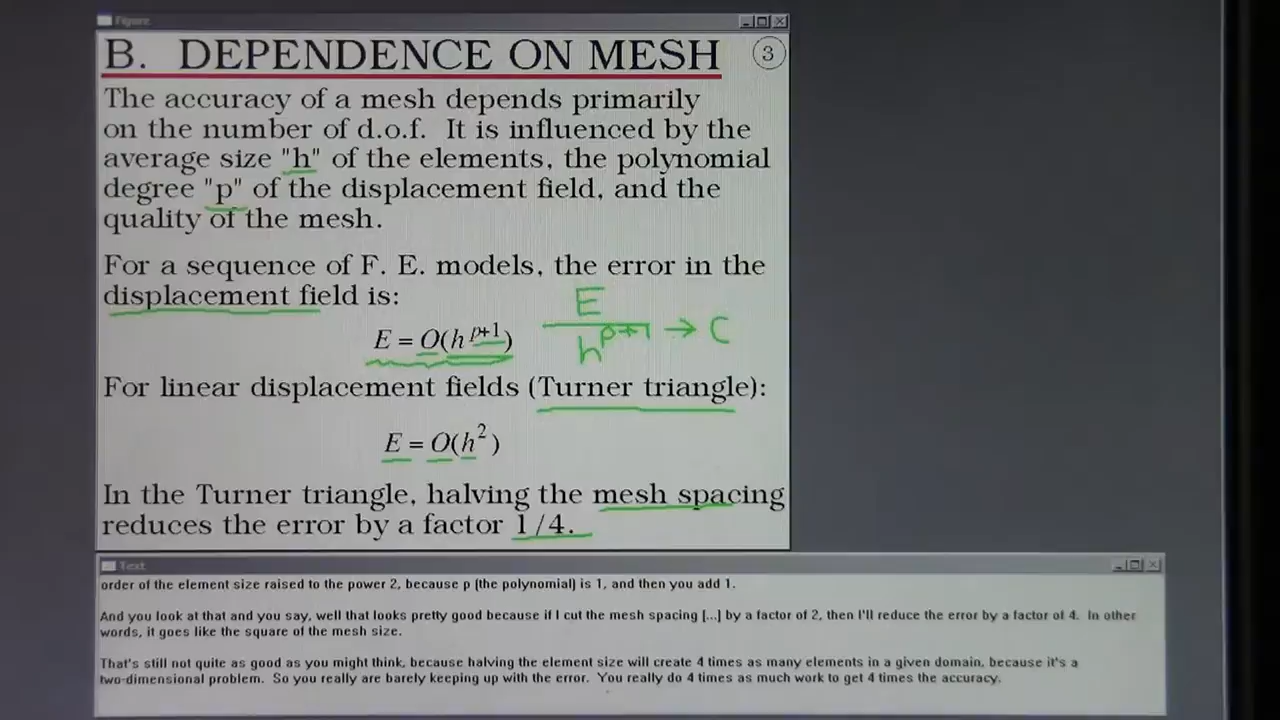 Figure
B. DEPENDENCE ON MESH
3
The accuracy of a mesh depends primarily
on the number of d.o.f. It is influenced by the
average size "h" of the elements, the polynomial
degree "p" of the displacement field, and the
quality of the mesh.
For a sequence of F. E. models, the error in the
displacement field is:
E = O(h^{p+1})
E / h^{p+1} → C
For linear displacement fields (Turner triangle):
E = O(h²)
In the Turner triangle, halving the mesh spacing
reduces the error by a factor 1/4.
Text
order of the element size raised to the power 2, because p (the polynomial) is 1, and then you add 1.
And you look at that and you say, well that looks pretty good because if I cut the mesh spacing [...] by a factor of 2, then I'll reduce the error by a factor of 4. In other
words, it goes like the square of the mesh size.
That's still not quite as good as you might think, because halving the element size will create 4 times as many elements in a given domain, because it's a
two-dimensional problem. So you really are barely keeping up with the error. You really do 4 times as much work to get 4 times the accuracy.